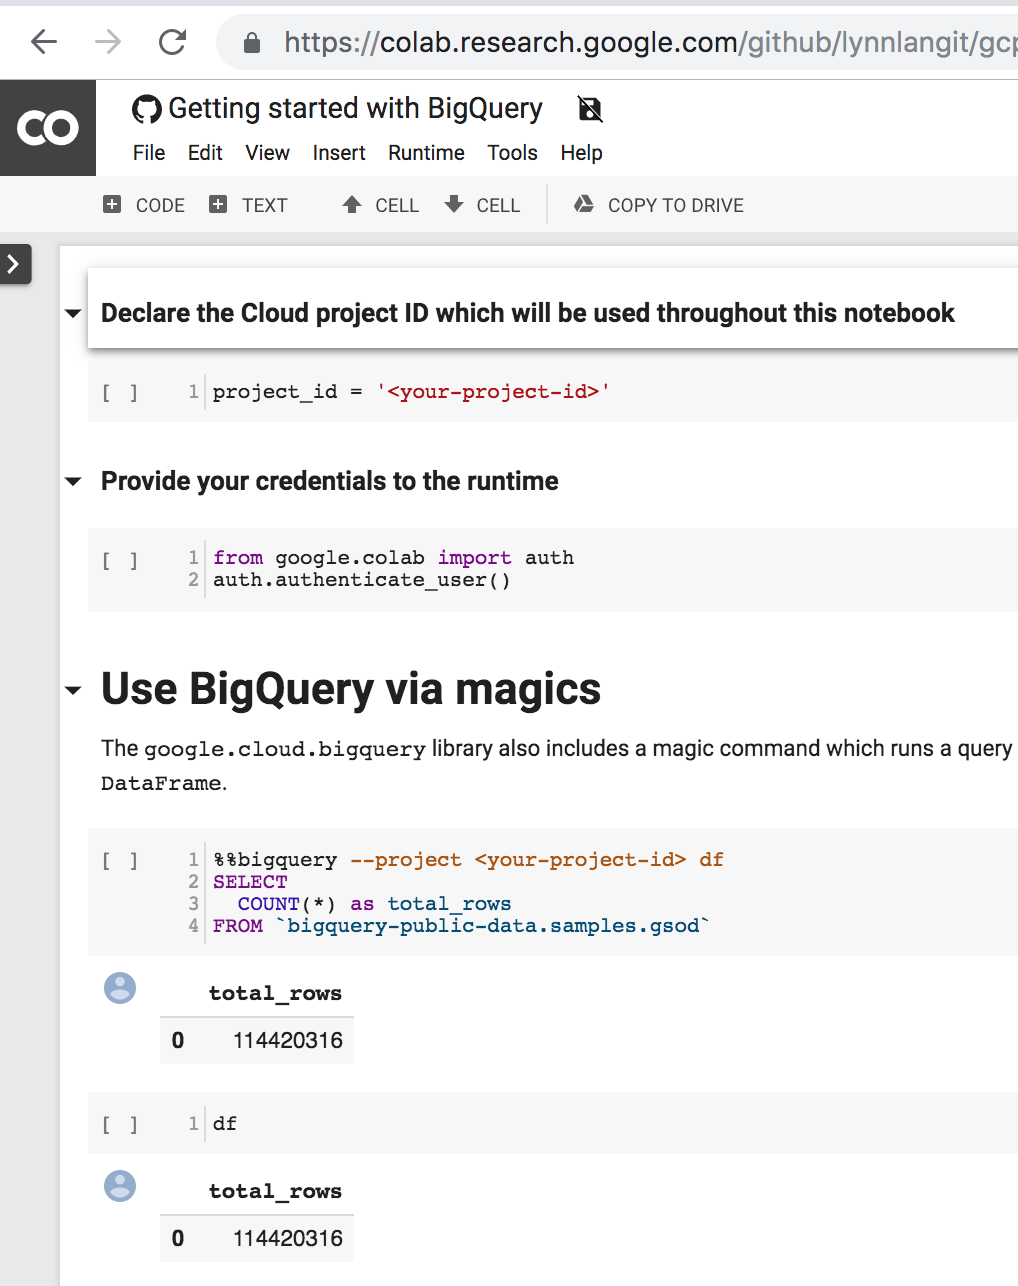 https://colab.research.google.com/github/lynnlangit/gcp
CO
Getting started with BigQuery
File Edit View Insert Runtime Tools Help
CODE TEXT CELL CELL COPY TO DRIVE
Declare the Cloud project ID which will be used throughout this notebook
[ ] 1 project_id = '<your-project-id>'
Provide your credentials to the runtime
[ ] 1 from google.colab import auth
2 auth.authenticate_user()
Use BigQuery via magics
The google.cloud.bigquery library also includes a magic command which runs a query
DataFrame.
[ ] 1 %%bigquery --project <your-project-id> df
2 SELECT
3 COUNT(*) as total_rows
4 FROM `bigquery-public-data.samples.gsod`
total_rows
0 114420316
[ ] 1 df
total_rows
0 114420316